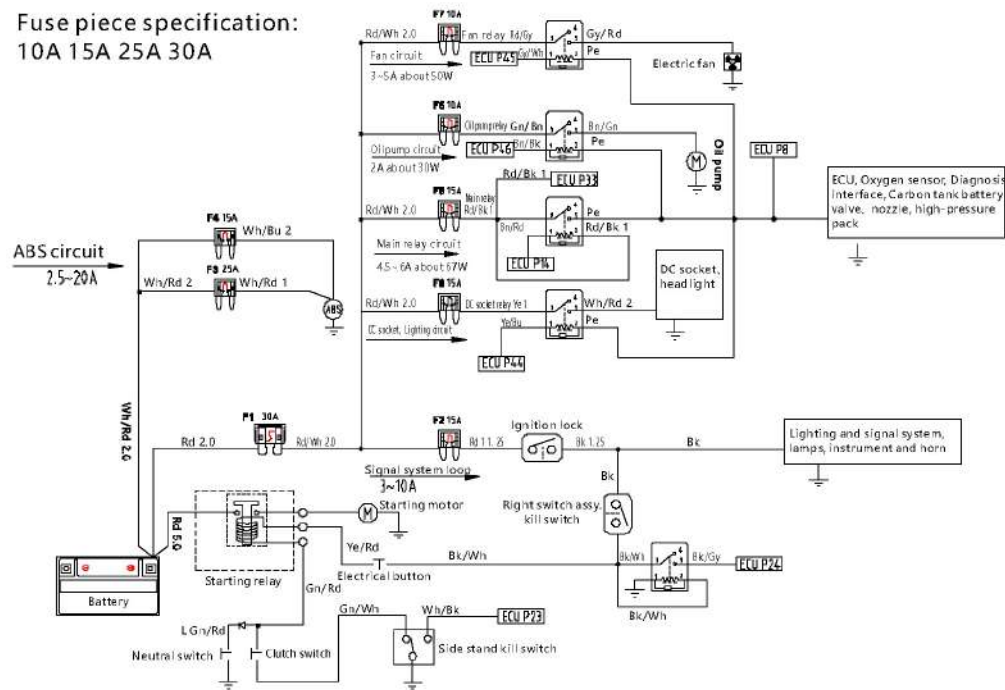 Fuse piece specification:
10A 15A 25A 30A
F7 10A
Rd/Wh 2.0
Fan relay Rd/Gy
Gy/Rd
Fan circuit
ECU P45
Gy/Wh
Pe
3~5A about 50W
Electric fan
F6 10A
Oil pump relay Gn/Bn
Bn/Gn
Oil pump circuit
ECU P46
Bn/Bk
Pe
2A about 30W
M
Oil pump
ECU P8
Rd/Bk 1
ECU P33
F5 15A
Rd/Wh 2.0
Main relay
Rd/Bk 1
Pe
Bn/Rd
Rd/Bk 1
Main relay circuit
ECU P14
4.5~6A about 67W
ECU, Oxygen sensor, Diagnosis
interface, Carbon tank battery
valve, nozzle, high-pressure
pack
F4 15A
Wh/Bu 2
ABS circuit
2.5~20A
F3 25A
Wh/Rd 2
Wh/Rd 1
ABS
DC socket,
headlight
F8 15A
Rd/Wh 2.0
DC socket relay Ye 1
Wh/Rd 2
DC socket, Lighting circuit
Ye/Bu
Pe
ECU P44
Wh/Rd 2.0
F1 30A
Rd 2.0
Rd/Wh 2.0
F2 15A
Rd 1 1.25
Ignition lock
Bk 1.25
Bk
Lighting and signal system,
lamps, instrument and horn
Signal system loop
3~10A
Bk
Right switch assy.
kill switch
Rd 5.0
M
Starting motor
Starting relay
Ye/Rd
Electrical button
Bk/Wh
Bk/Wh
Bk/Gy
ECU P24
Bk/Wh
Battery
Gn/Rd
L Gn/Rd
Gn/Wh
Wh/Bk
ECU P23
Neutral switch
Clutch switch
Side stand kill switch